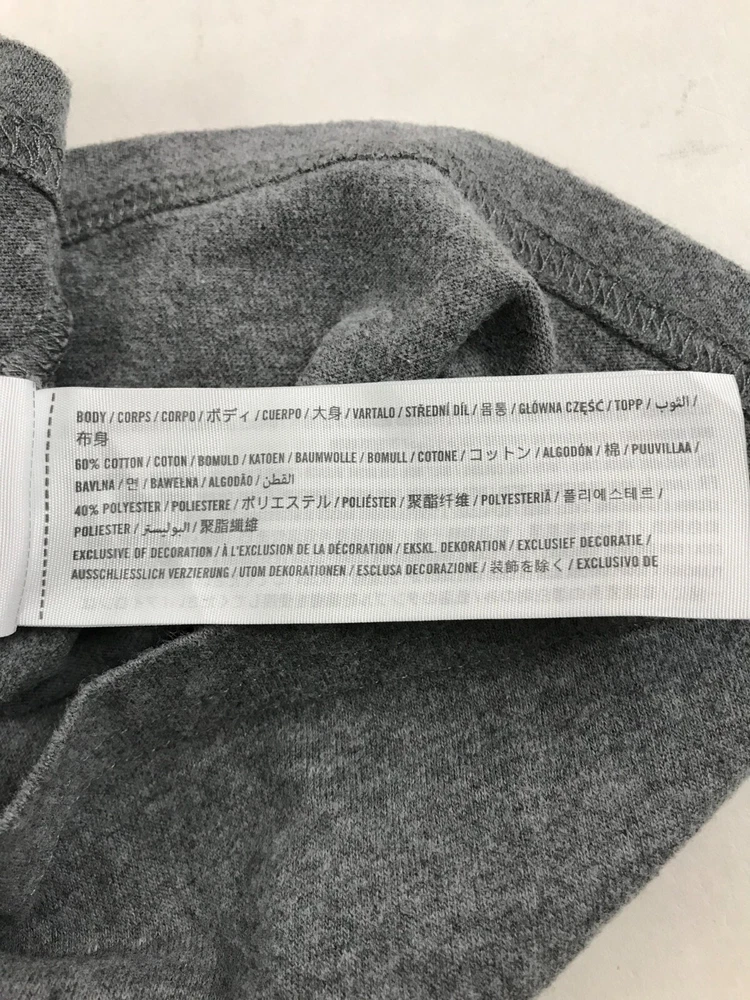 BODY / CORPS / CORPO / ボディ / CUERPO / 大身 / VARTALO / STŘEDNÍ DÍL / 몸통 / GŁÓWNA CZĘŚĆ / TOPP / الثوب /
布身
60% COTTON / COTON / BOMULD / KATOEN / BAUMWOLLE / BOMULL / COTONE / コットン / ALGODÓN / 棉 / PUUVILLAA /
BAVLNA / 면 / BAWEŁNA / ALGODÃO / القطن
40% POLYESTER / POLIESTERE / ポリエステル / POLIÉSTER / 聚酯纤维 / POLYESTERIÄ / 폴리에스테르 /
POLIESTER / البوليستر / 聚脂纖維
EXCLUSIVE OF DECORATION / À L'EXCLUSION DE LA DÉCORATION / EKSKL. DEKORATION / EXCLUSIEF DECORATIE /
AUSSCHLIESSLICH VERZIERUNG / UTOM DEKORATIONEN / ESCLUSA DECORAZIONE / 装飾を除く / EXCLUSIVO DE